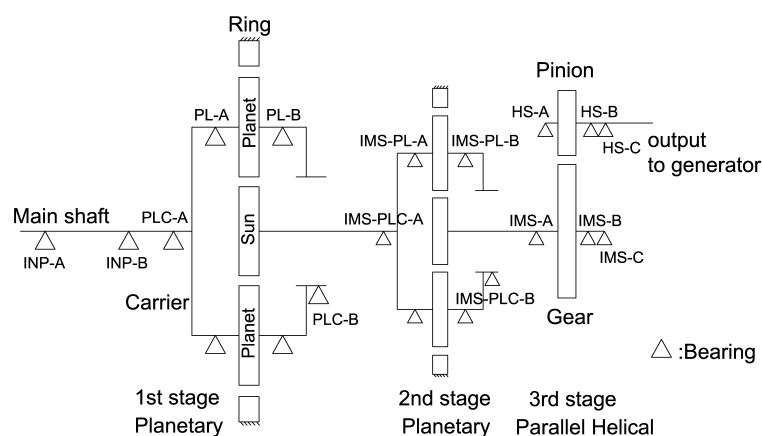 Ring
Pinion
PL-A
Planet
PL-B
HS-A
HS-B
HS-C
output
to generator
IMS-PL-A
IMS-PL-B
Main shaft
PLC-A
Sun
IMS-PLC-A
IMS-A
IMS-B
INP-A
INP-B
IMS-C
Carrier
Planet
PLC-B
IMS-PLC-B
Gear
:Bearing
1st stage
Planetary
2nd stage
Planetary
3rd stage
Parallel Helical